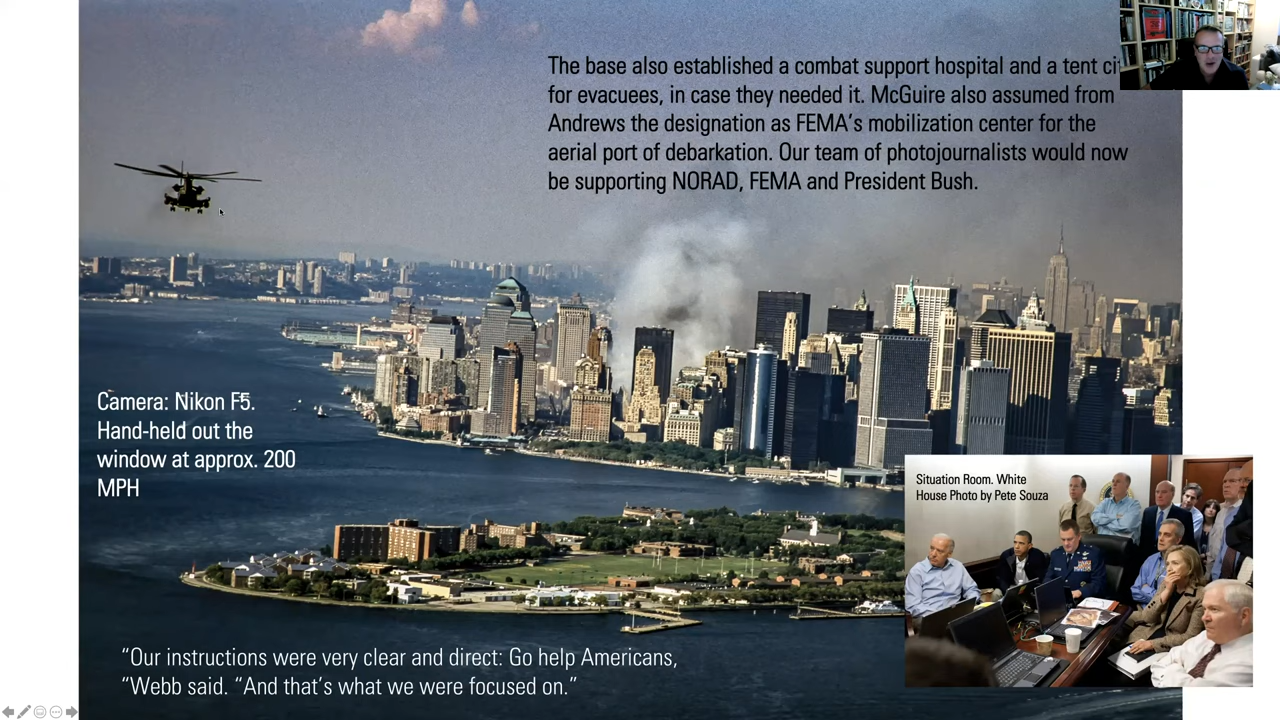 The base also established a combat support hospital and a tent
for evacuees, in case they needed it. McGuire also assumed from
Andrews the designation as FEMA’s mobilization center for the
aerial port of debarkation. Our team of photojournalists would now
be supporting NORAD, FEMA and President Bush.
Camera: Nikon F5.
Hand-held out the
window at approx. 200
MPH
Situation Room. White
House Photo by Pete Souza
“Our instructions were very clear and direct: Go help Americans,
“Webb said. “And that’s what we were focused on.”